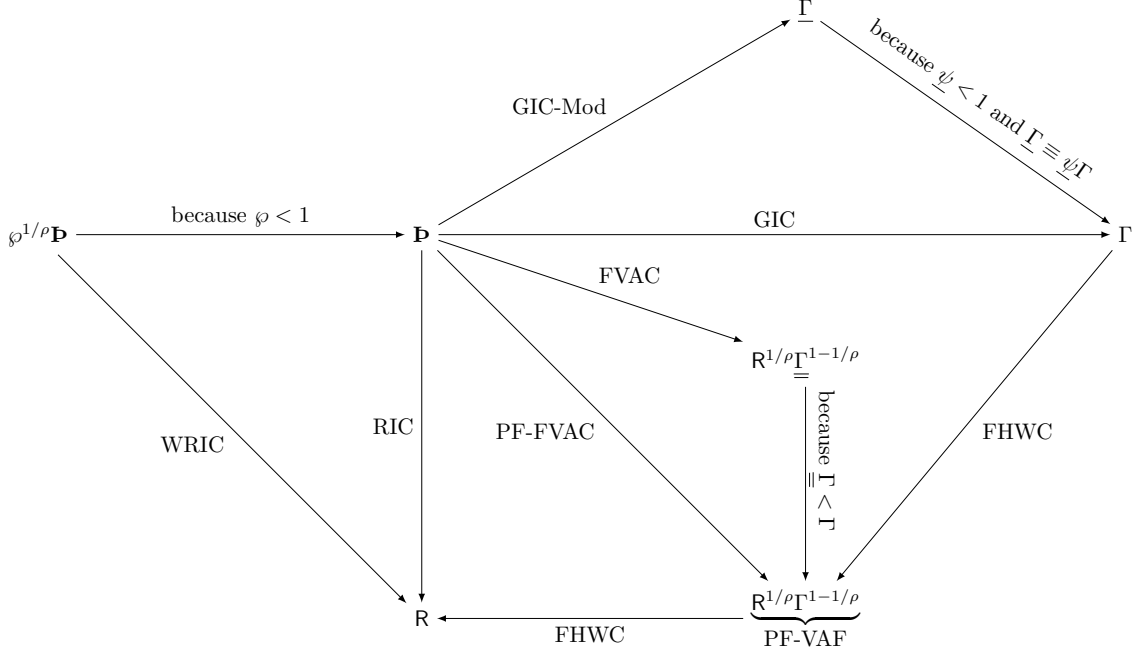 Γ̲
because ψ̲ < 1 and Γ̲ ≡ ψ̲Γ
GIC-Mod
℘^{1/ρ}Þ
because ℘ < 1
Þ
GIC
Γ
FVAC
R^{1/ρ}Γ̳^{1−1/ρ}
because Γ̳ < Γ
WRIC
RIC
PF-FVAC
FHWC
R^{1/ρ}Γ^{1−1/ρ}
PF-VAF
R
FHWC